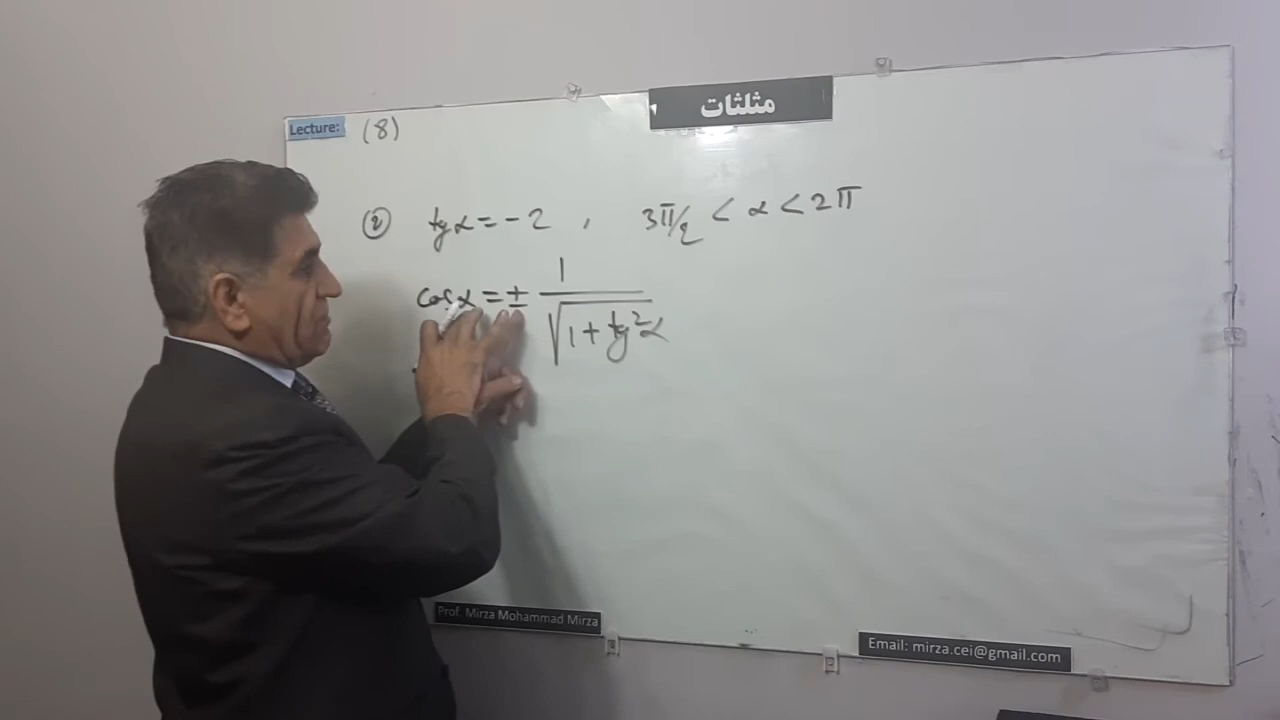 مثلثات
Lecture: (8)
② tgα = -2 , 3π/2 < α < 2π
cosα = ± 1/√(1+tg²α)
Prof. Mirza Mohammad Mirza
Email: mirza.cei@gmail.com